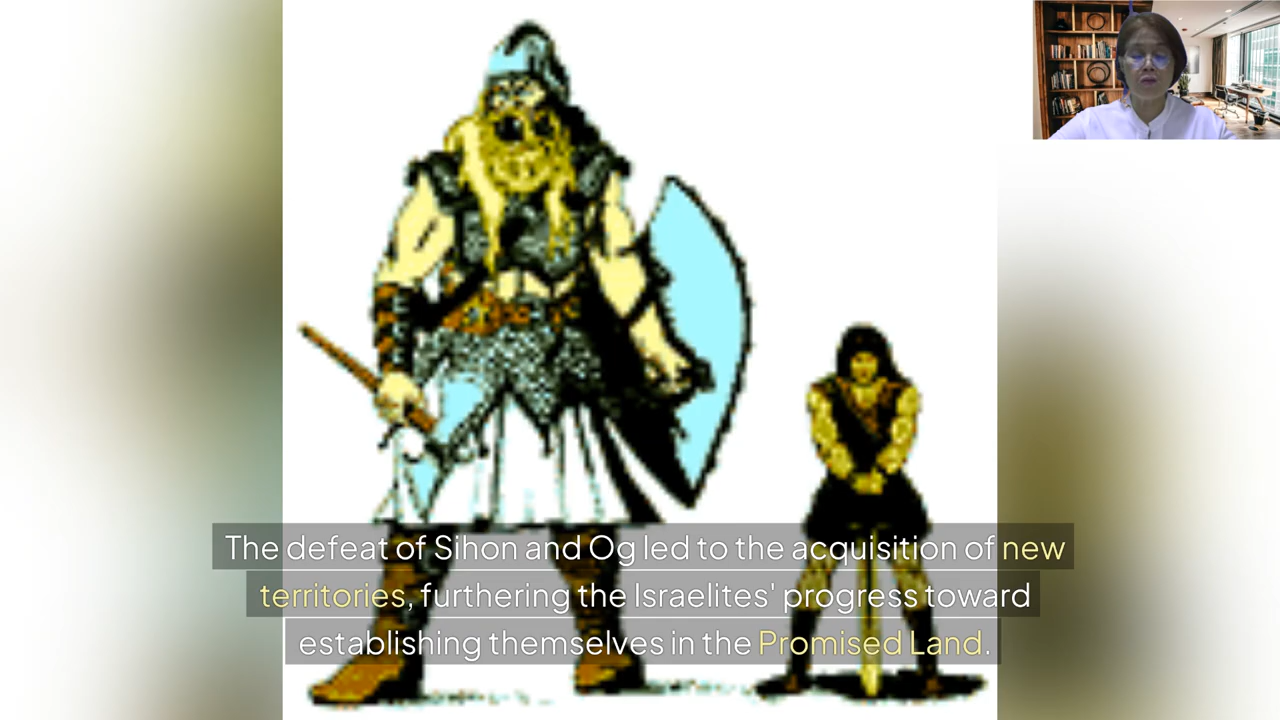 The defeat of Sihon and Og led to the acquisition of new
territories, furthering the Israelites' progress toward
establishing themselves in the Promised Land.